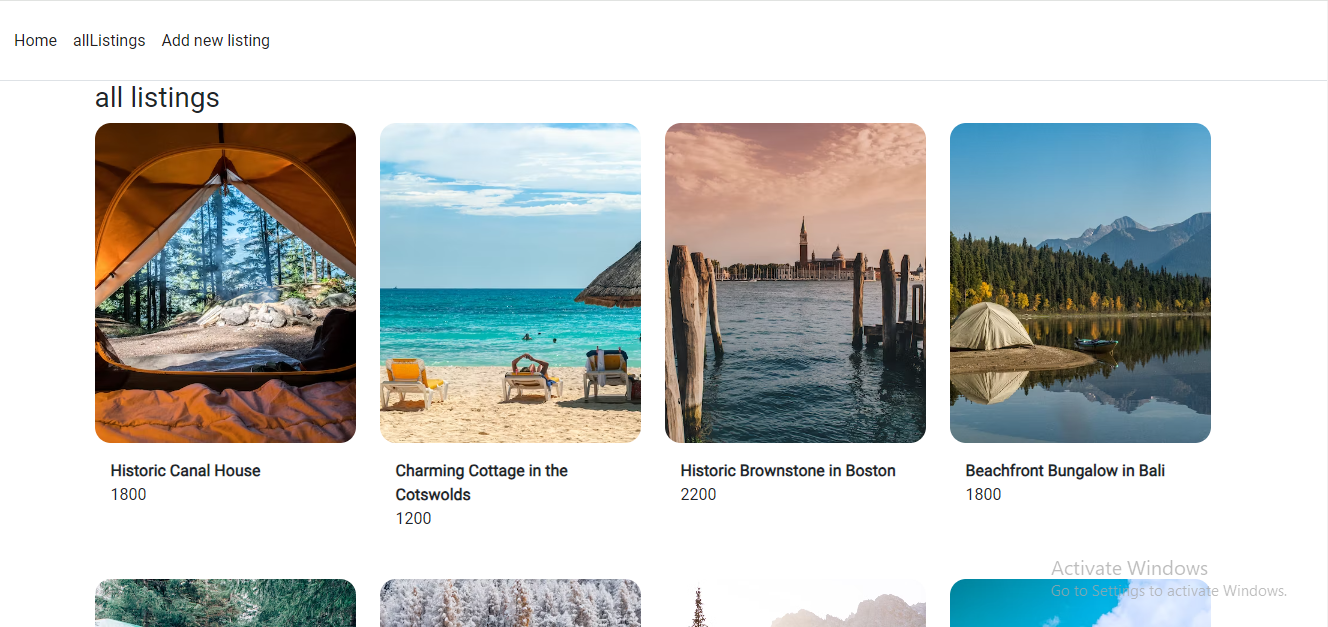 Home allListings Add new listing
all listings
Historic Canal House
1800
Charming Cottage in the
Cotswolds
1200
Historic Brownstone in Boston
2200
Beachfront Bungalow in Bali
1800
Activate Windows
Go to Settings to activate Windows.